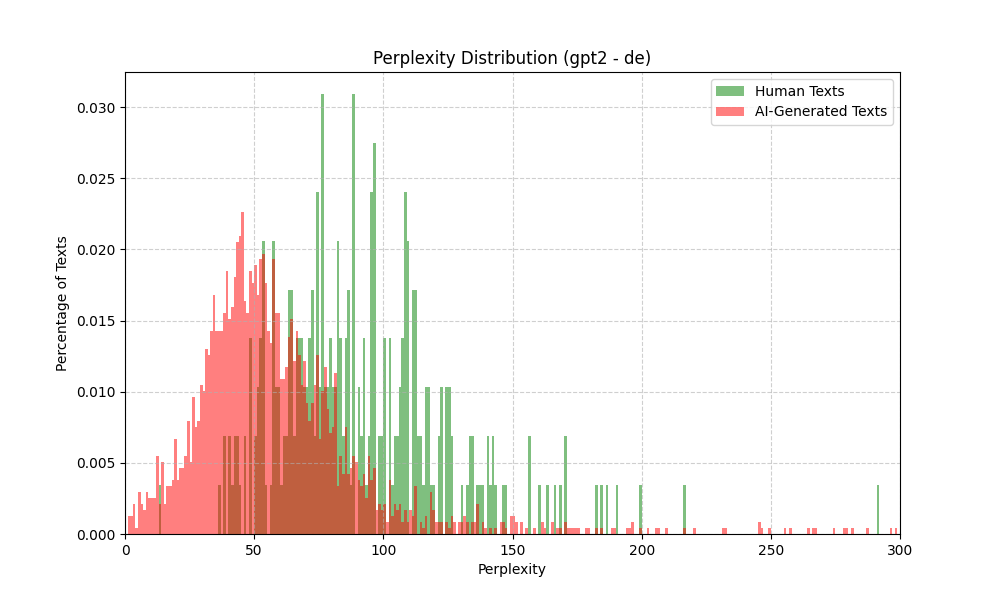 Perplexity Distribution (gpt2 - de)
Human Texts
AI-Generated Texts
Percentage of Texts
0.030
0.025
0.020
0.015
0.010
0.005
0.000
0 50 100 150 200 250 300
Perplexity